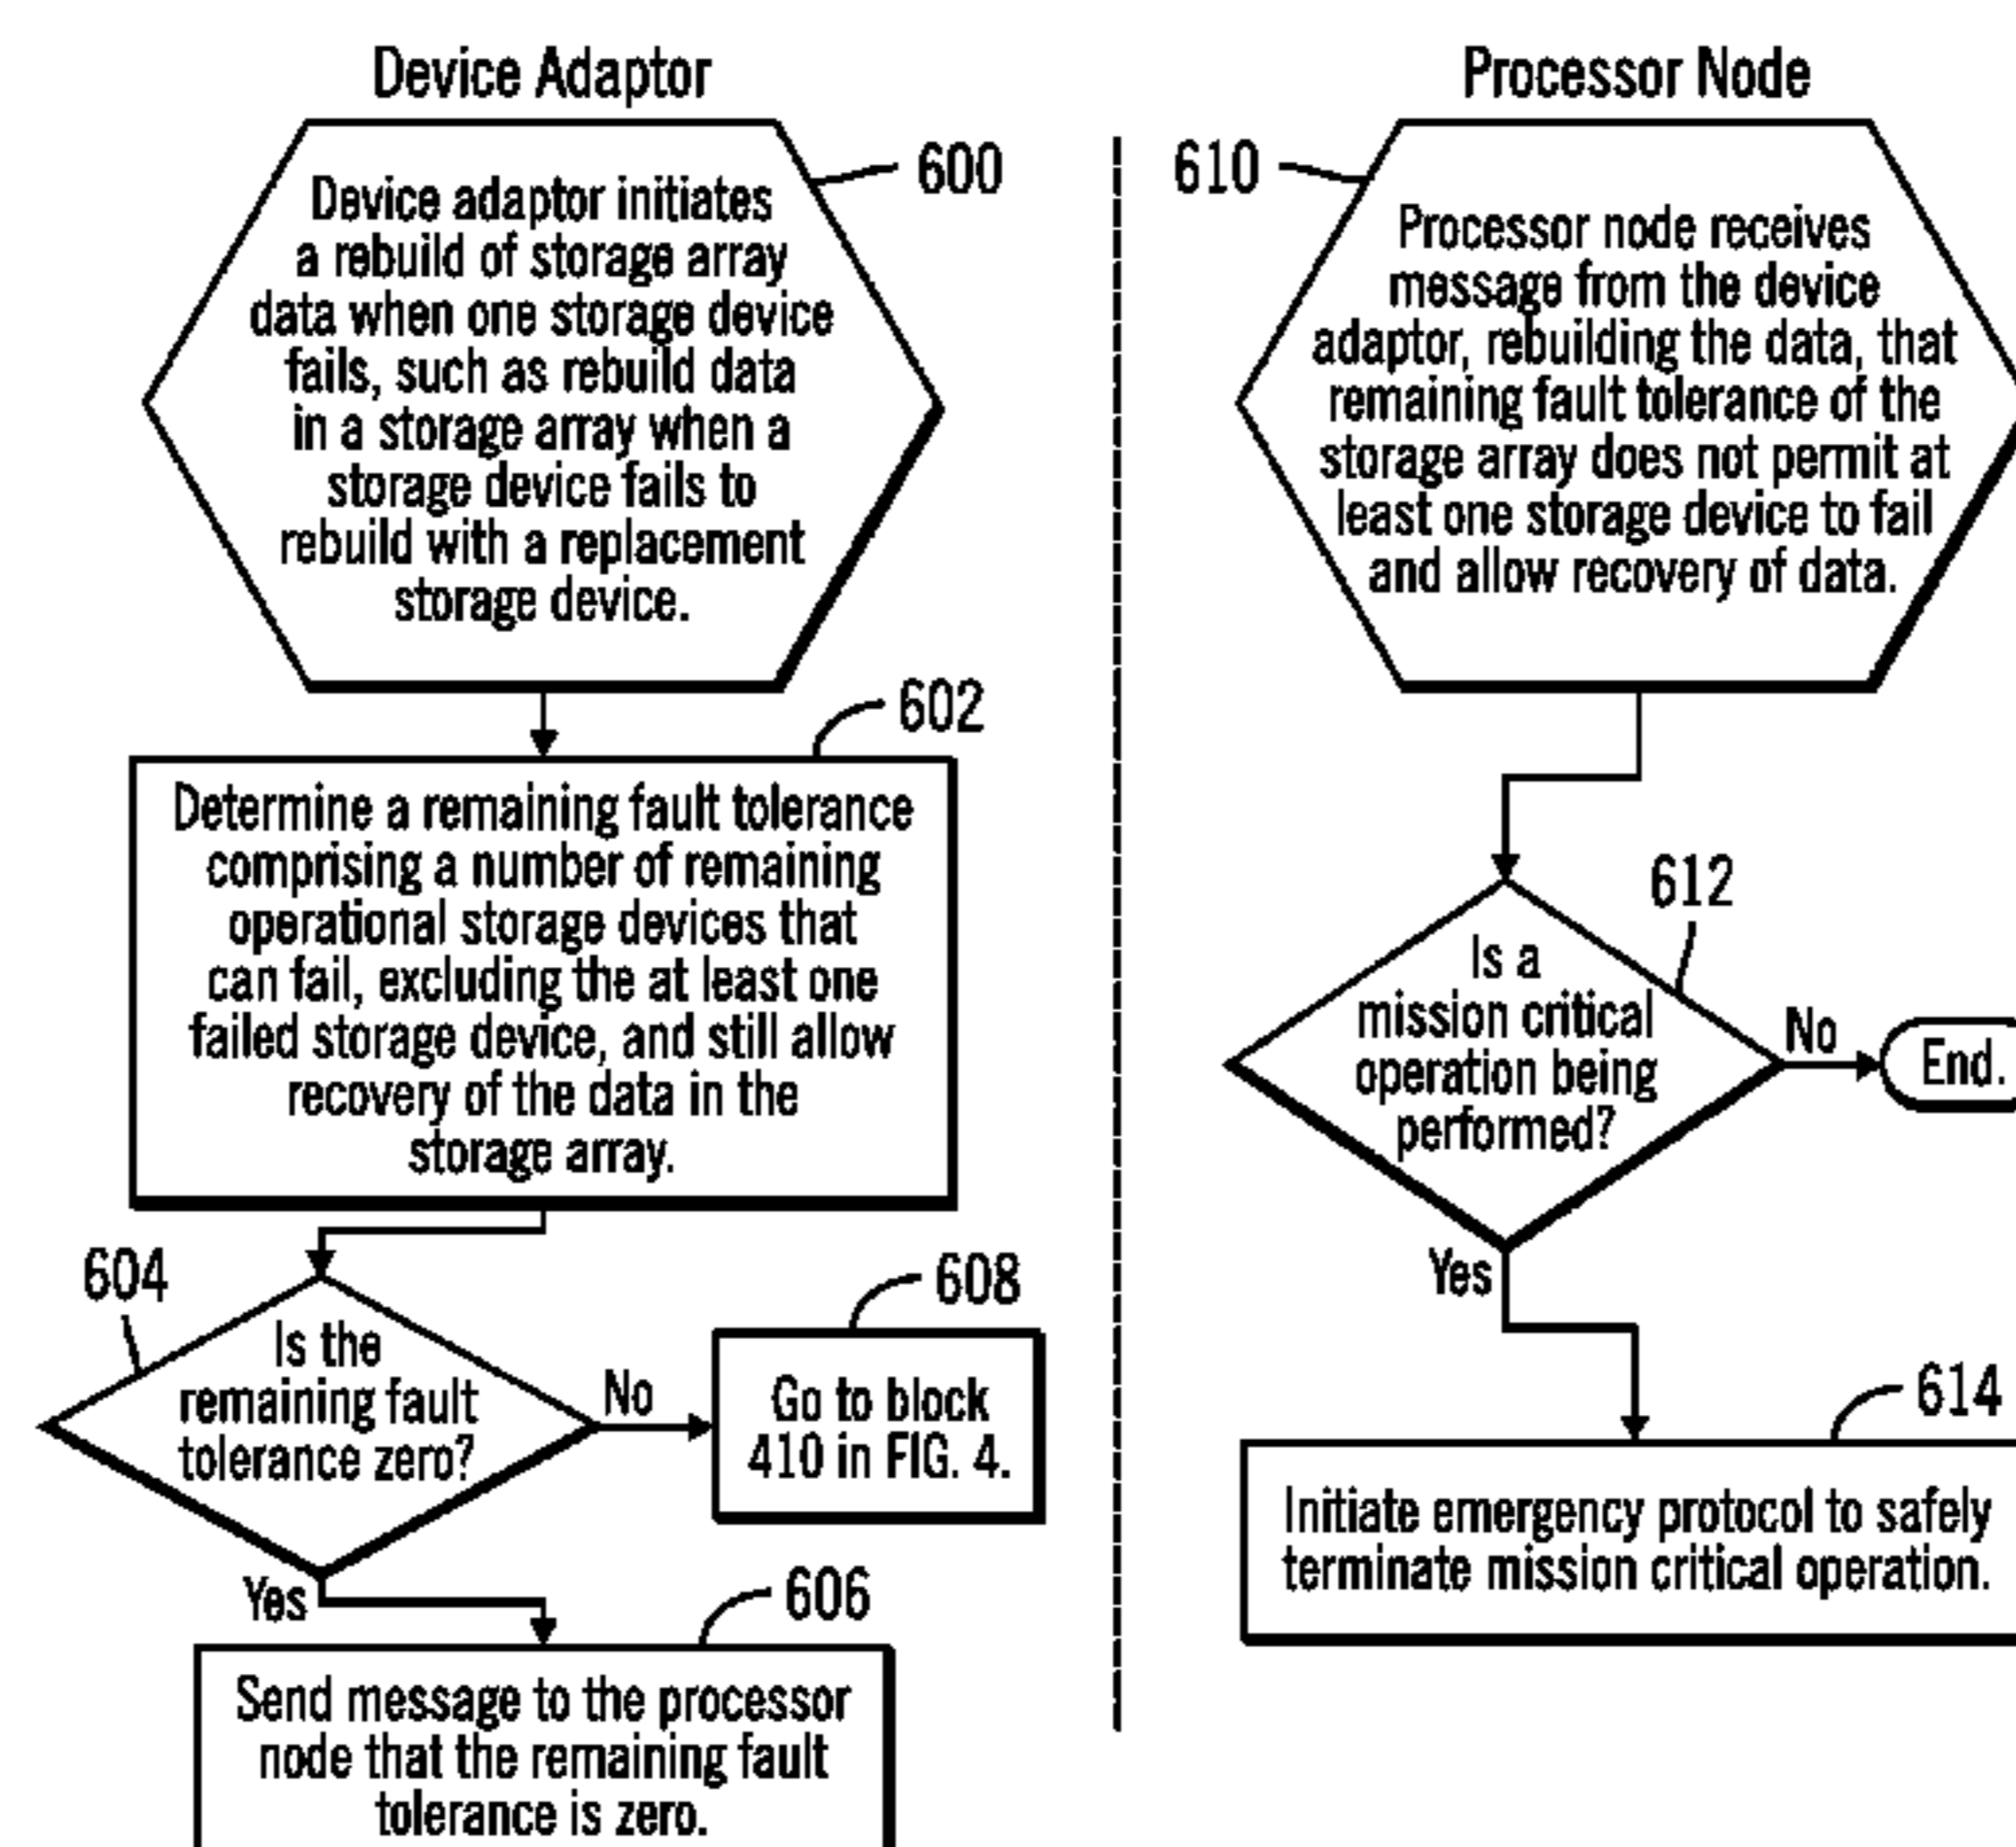 Device Adaptor
600
Device adaptor initiates
a rebuild of storage array
data when one storage device
fails, such as rebuild data
in a storage array when a
storage device fails to
rebuild with a replacement
storage device.
602
Determine a remaining fault tolerance
comprising a number of remaining
operational storage devices that
can fail, excluding the at least one
failed storage device, and still allow
recovery of the data in the
storage array.
604
Is the
remaining fault
tolerance zero?
No
608
Go to block
410 in FIG. 4.
Yes
606
Send message to the processor
node that the remaining fault
tolerance is zero.
Processor Node
610
Processor node receives
message from the device
adaptor, rebuilding the data, that
remaining fault tolerance of the
storage array does not permit at
least one storage device to fail
and allow recovery of data.
612
Is a
mission critical
operation being
performed?
No
End.
Yes
614
Initiate emergency protocol to safely
terminate mission critical operation.